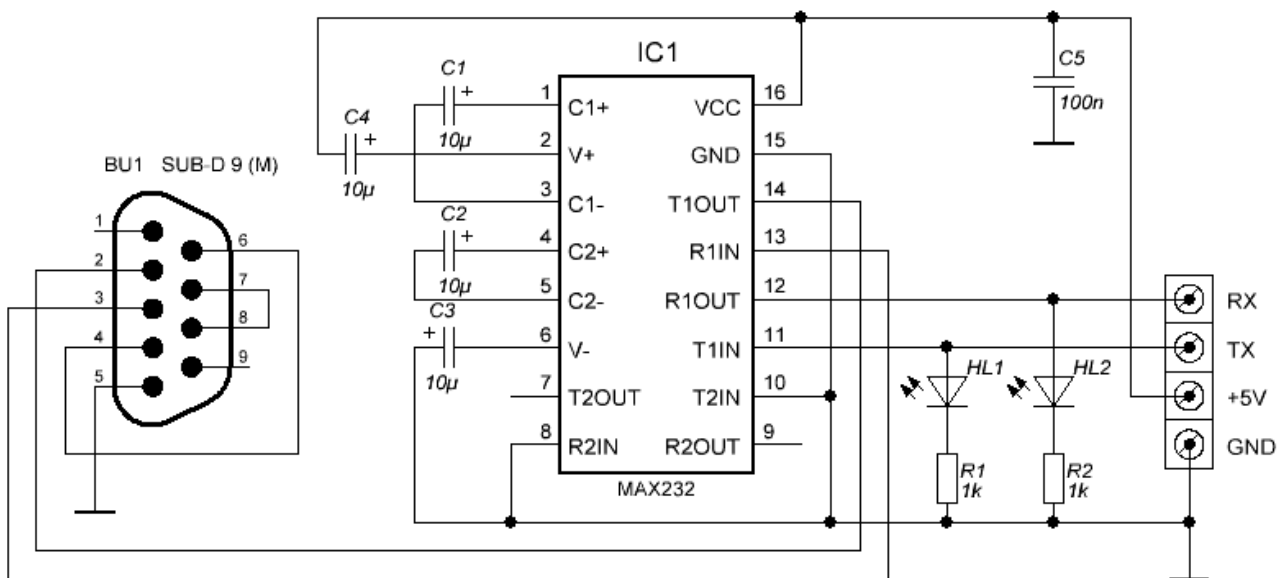 IC1
C1
+
10µ
C4
+
10µ
C2
+
10µ
C3
+
10µ
C5
100n
1 C1+ VCC 16
2 V+ GND 15
3 C1- T1OUT 14
4 C2+ R1IN 13
5 C2- R1OUT 12
6 V- T1IN 11
7 T2OUT T2IN 10
8 R2IN R2OUT 9
MAX232
BU1 SUB-D 9 (M)
1
2
3
4
5
6
7
8
9
HL1
HL2
R1
1k
R2
1k
RX
TX
+5V
GND